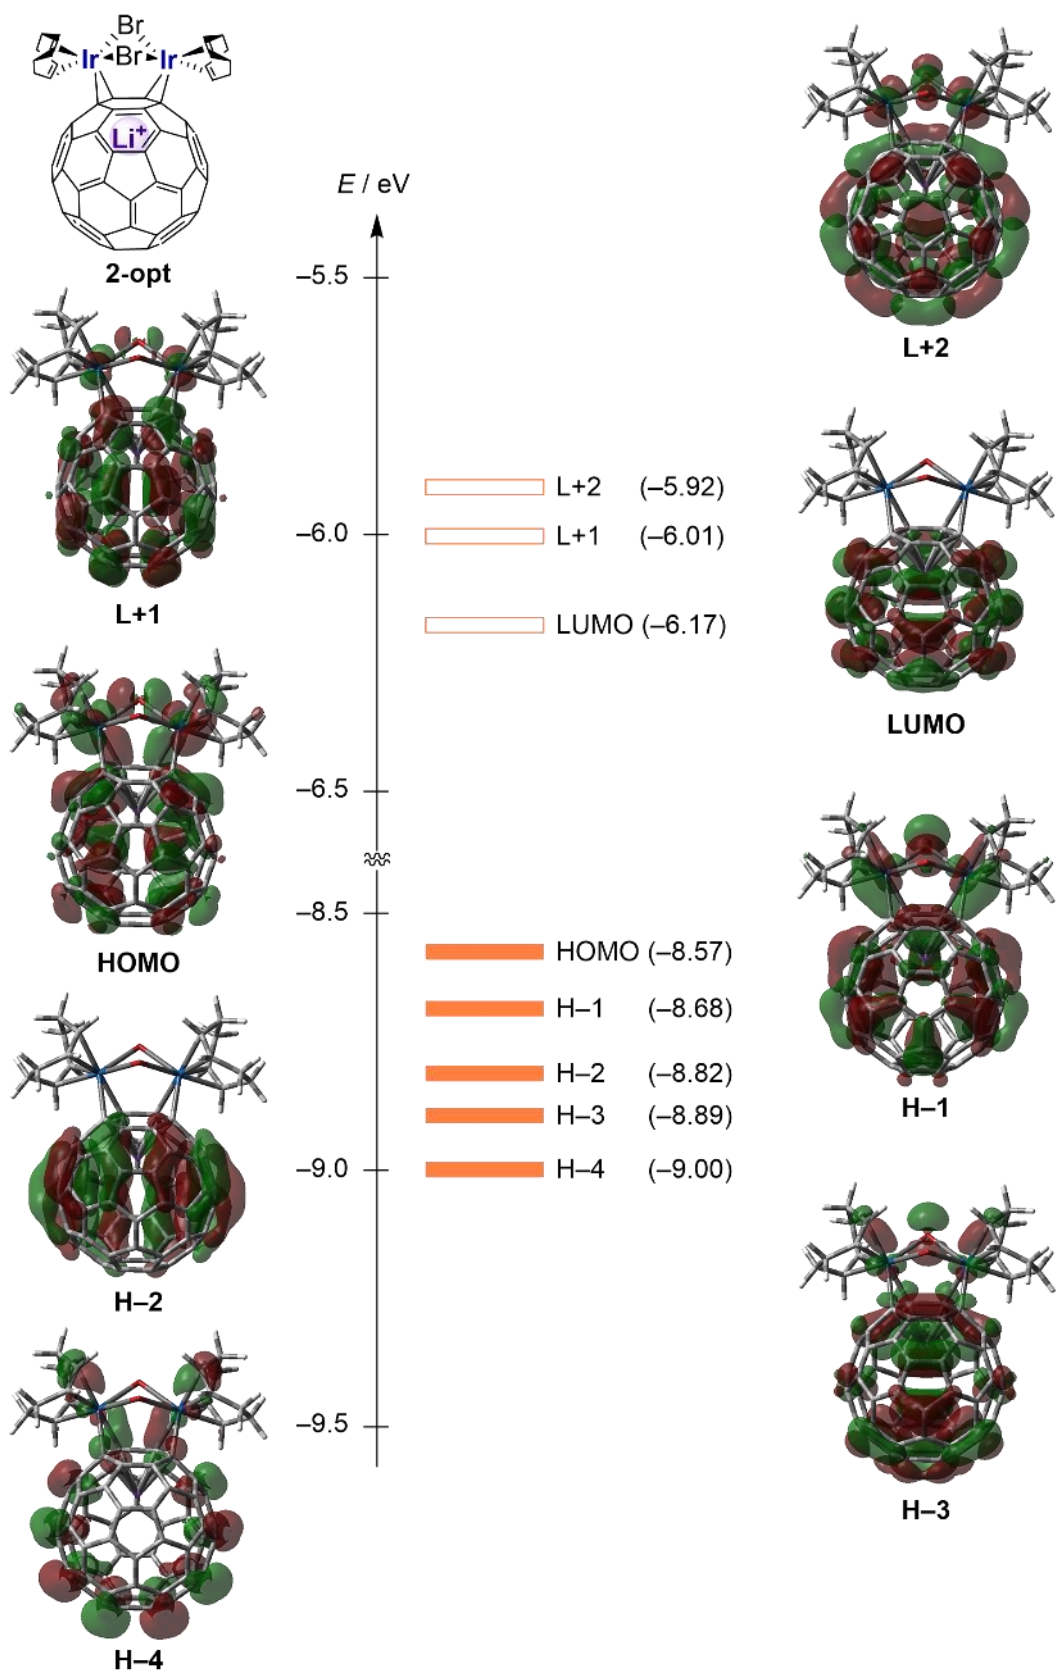 Br
Ir Br Ir
Li+
2-opt
E / eV
–5.5
–6.0
–6.5
–8.5
–9.0
–9.5
L+2 (–5.92)
L+1 (–6.01)
LUMO (–6.17)
HOMO (–8.57)
H–1 (–8.68)
H–2 (–8.82)
H–3 (–8.89)
H–4 (–9.00)
L+1
HOMO
H–2
H–4
L+2
LUMO
H–1
H–3